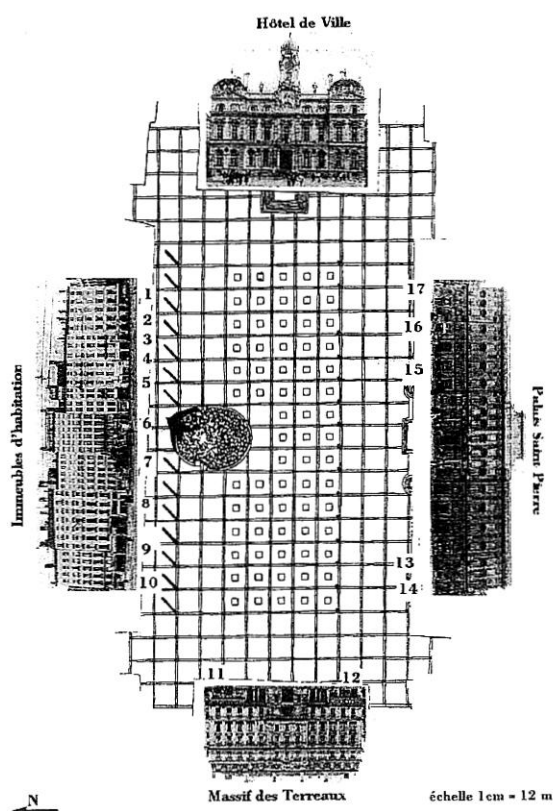 Hôtel de Ville
1
2
3
4
5
6
7
8
9
10
17
16
15
13
14
11
12
Immeubles d'habitation
Palais Saint Pierre
N
Massif des Terreaux
échelle 1cm = 12 m